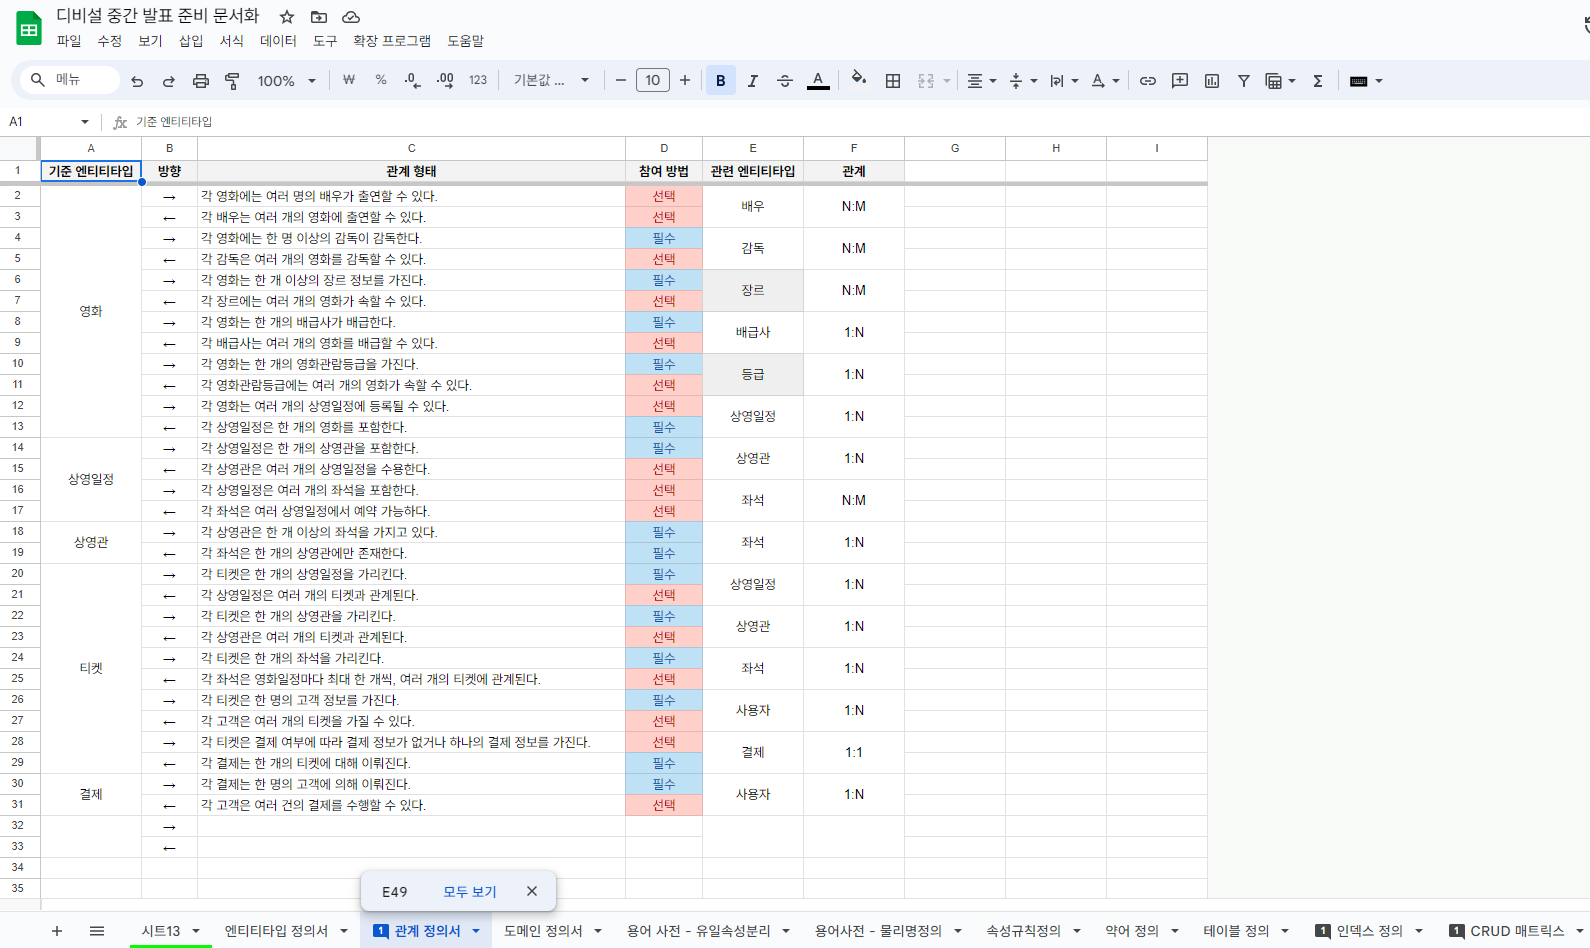 디비설 중간 발표 준비 문서화
파일 수정 보기 삽입 서식 데이터 도구 확장 프로그램 도움말
메뉴 100% ₩ % .0 .00 123 기본값 ... 10 B I A
A1 fx 기준 엔티티타입
A B C D E F G H I
1 기준 엔티티타입 방향 관계 형태 참여 방법 관련 엔티티타입 관계
2 영화 → 각 영화에는 여러 명의 배우가 출연할 수 있다. 선택 배우 N:M
3 ← 각 배우는 여러 개의 영화에 출연할 수 있다. 선택
4 → 각 영화에는 한 명 이상의 감독이 감독한다. 필수 감독 N:M
5 ← 각 감독은 여러 개의 영화를 감독할 수 있다. 선택
6 → 각 영화는 한 개 이상의 장르 정보를 가진다. 필수 장르 N:M
7 ← 각 장르에는 여러 개의 영화가 속할 수 있다. 선택
8 → 각 영화는 한 개의 배급사가 배급한다. 필수 배급사 1:N
9 ← 각 배급사는 여러 개의 영화를 배급할 수 있다. 선택
10 → 각 영화는 한 개의 영화관람등급을 가진다. 필수 등급 1:N
11 ← 각 영화관람등급에는 여러 개의 영화가 속할 수 있다. 선택
12 → 각 영화는 여러 개의 상영일정에 등록될 수 있다. 선택 상영일정 1:N
13 ← 각 상영일정은 한 개의 영화를 포함한다. 필수
14 상영일정 → 각 상영일정은 한 개의 상영관을 포함한다. 필수 상영관 1:N
15 ← 각 상영관은 여러 개의 상영일정을 수용한다. 선택
16 → 각 상영일정은 여러 개의 좌석을 포함한다. 선택 좌석 N:M
17 ← 각 좌석은 여러 상영일정에서 예약 가능하다. 선택
18 상영관 → 각 상영관은 한 개 이상의 좌석을 가지고 있다. 필수 좌석 1:N
19 ← 각 좌석은 한 개의 상영관에만 존재한다. 필수
20 티켓 → 각 티켓은 한 개의 상영일정을 가리킨다. 필수 상영일정 1:N
21 ← 각 상영일정은 여러 개의 티켓과 관계된다. 선택
22 → 각 티켓은 한 개의 상영관을 가리킨다. 필수 상영관 1:N
23 ← 각 상영관은 여러 개의 티켓과 관계된다. 선택
24 → 각 티켓은 한 개의 좌석을 가리킨다. 필수 좌석 1:N
25 ← 각 좌석은 영화일정마다 최대 한 개씩, 여러 개의 티켓에 관계된다. 선택
26 → 각 티켓은 한 명의 고객 정보를 가진다. 필수 사용자 1:N
27 ← 각 고객은 여러 개의 티켓을 가질 수 있다. 선택
28 → 각 티켓은 결제 여부에 따라 결제 정보가 없거나 하나의 결제 정보를 가진다. 선택 결제 1:1
29 ← 각 결제는 한 개의 티켓에 대해 이뤄진다. 필수
30 결제 → 각 결제는 한 명의 고객에 의해 이뤄진다. 필수 사용자 1:N
31 ← 각 고객은 여러 건의 결제를 수행할 수 있다. 선택
32 →
33 ←
34
35
E49 모두 보기
시트13 엔티티타입 정의서 1 관계 정의서 도메인 정의서 용어 사전 - 유일속성분리 용어사전 - 물리명정의 속성규칙정의 약어 정의 테이블 정의 1 인덱스 정의 1 CRUD 매트릭스